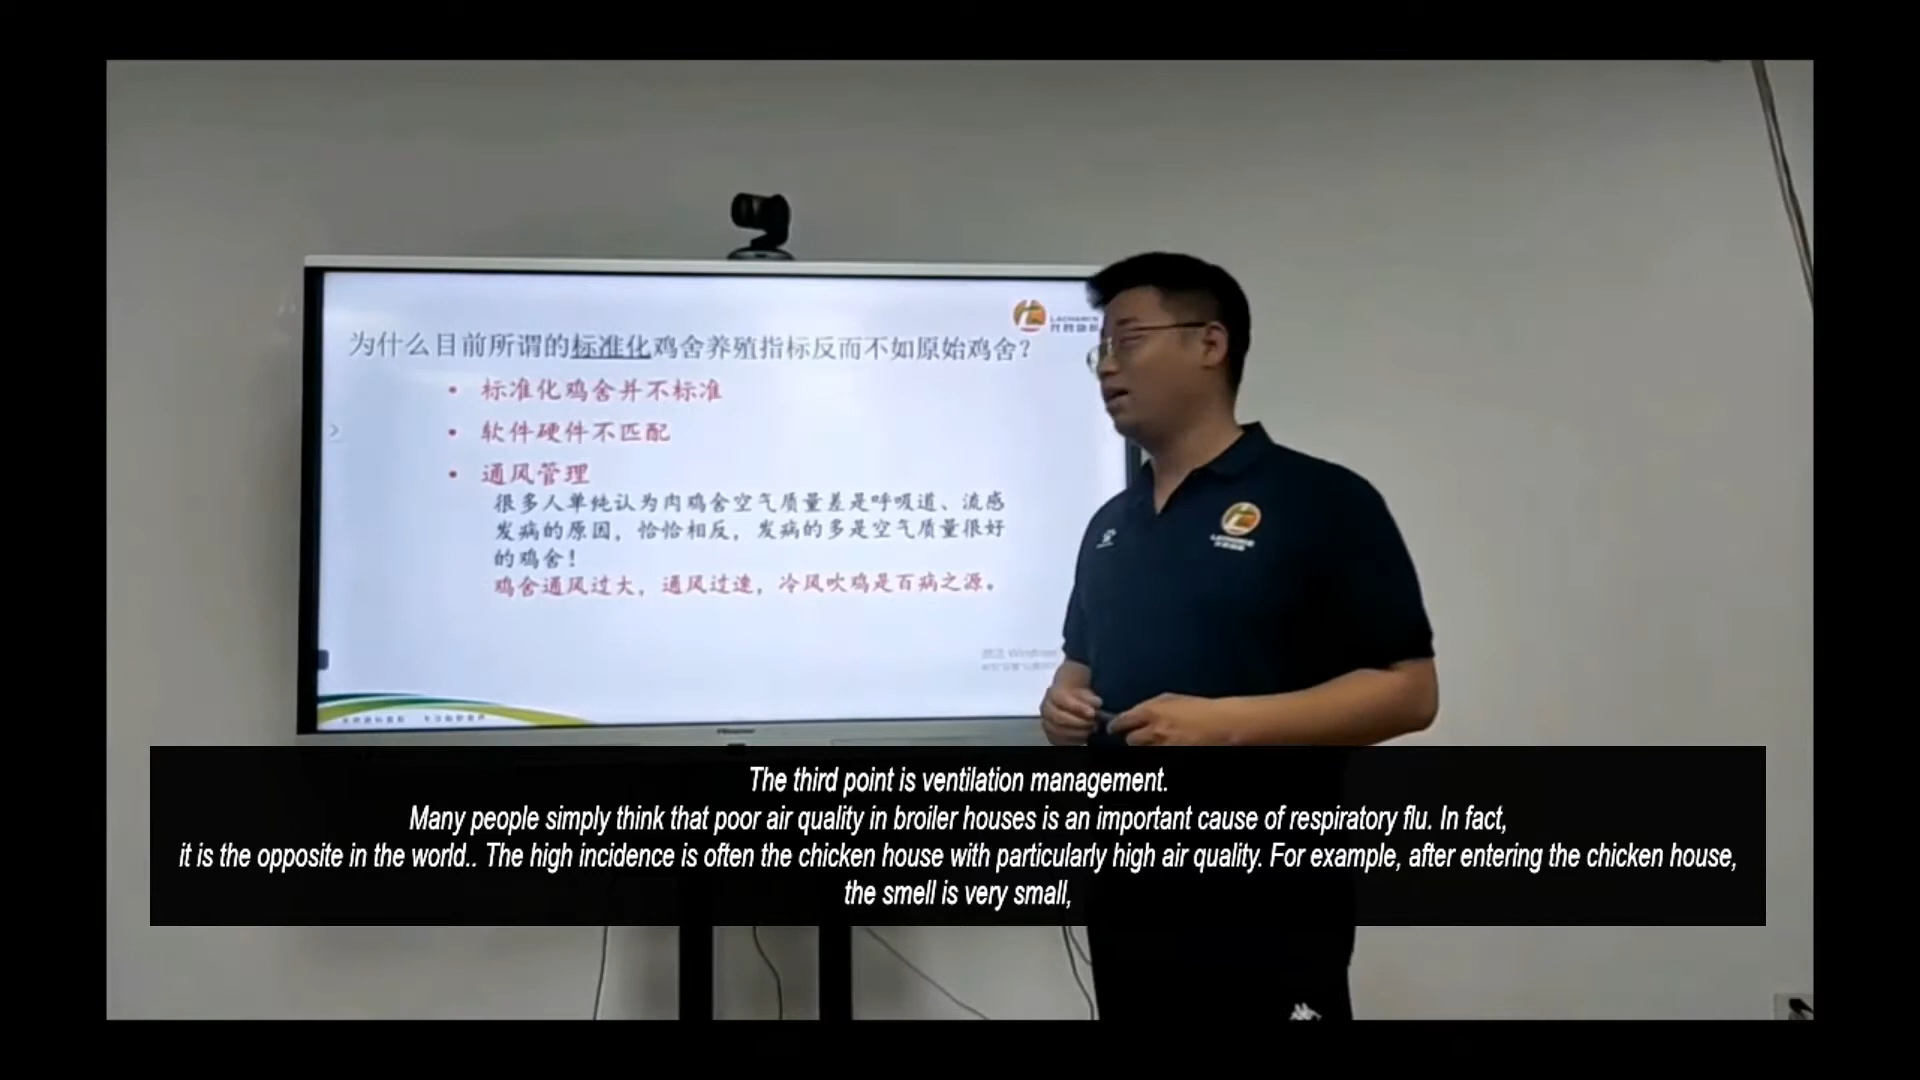 为什么目前所谓的标准化鸡舍养殖指标反而不如原始鸡舍？
• 标准化鸡舍并不标准
• 软件硬件不匹配
• 通风管理
很多人单纯认为肉鸡舍空气质量差是呼吸道、流感
发病的原因，恰恰相反，发病的多是空气质量很好
的鸡舍！
鸡舍通风过大，通风过速，冷风吹鸡是百病之源。
Hisense
The third point is ventilation management.
Many people simply think that poor air quality in broiler houses is an important cause of respiratory flu. In fact,
it is the opposite in the world.. The high incidence is often the chicken house with particularly high air quality. For example, after entering the chicken house,
the smell is very small,